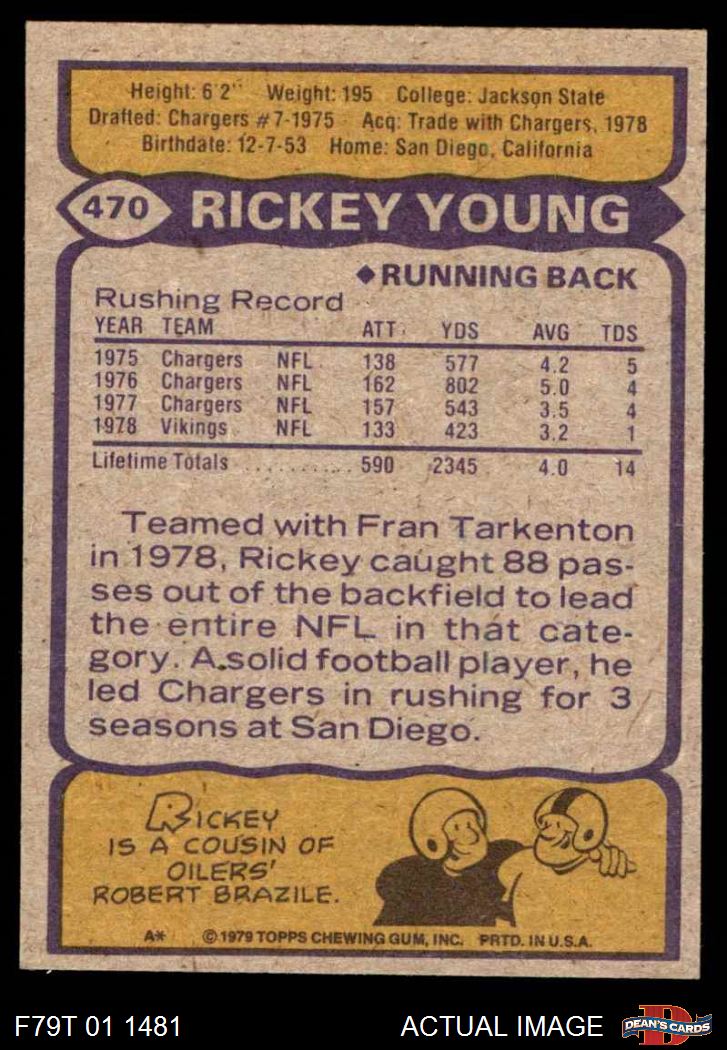 Height: 6'2" Weight: 195 College: Jackson State
Drafted: Chargers #7-1975 Acq: Trade with Chargers, 1978
Birthdate: 12-7-53 Home: San Diego, California
470 RICKEY YOUNG
◆RUNNING BACK
Rushing Record
YEAR TEAM ATT. YDS AVG TDS
1975 Chargers NFL 138 577 4.2 5
1976 Chargers NFL 162 802 5.0 4
1977 Chargers NFL 157 543 3.5 4
1978 Vikings NFL 133 423 3.2 1
Lifetime Totals .......... 590 2345 4.0 14
Teamed with Fran Tarkenton
in 1978, Rickey caught 88 pas-
ses out of the backfield to lead
the entire NFL in that cate-
gory. A solid football player, he
led Chargers in rushing for 3
seasons at San Diego.
RICKEY
IS A COUSIN OF
OILERS'
ROBERT BRAZILE.
A* © 1979 TOPPS CHEWING GUM, INC. PRTD. IN U.S.A.
F79T 01 1481 ACTUAL IMAGE D DEAN'S CARDS